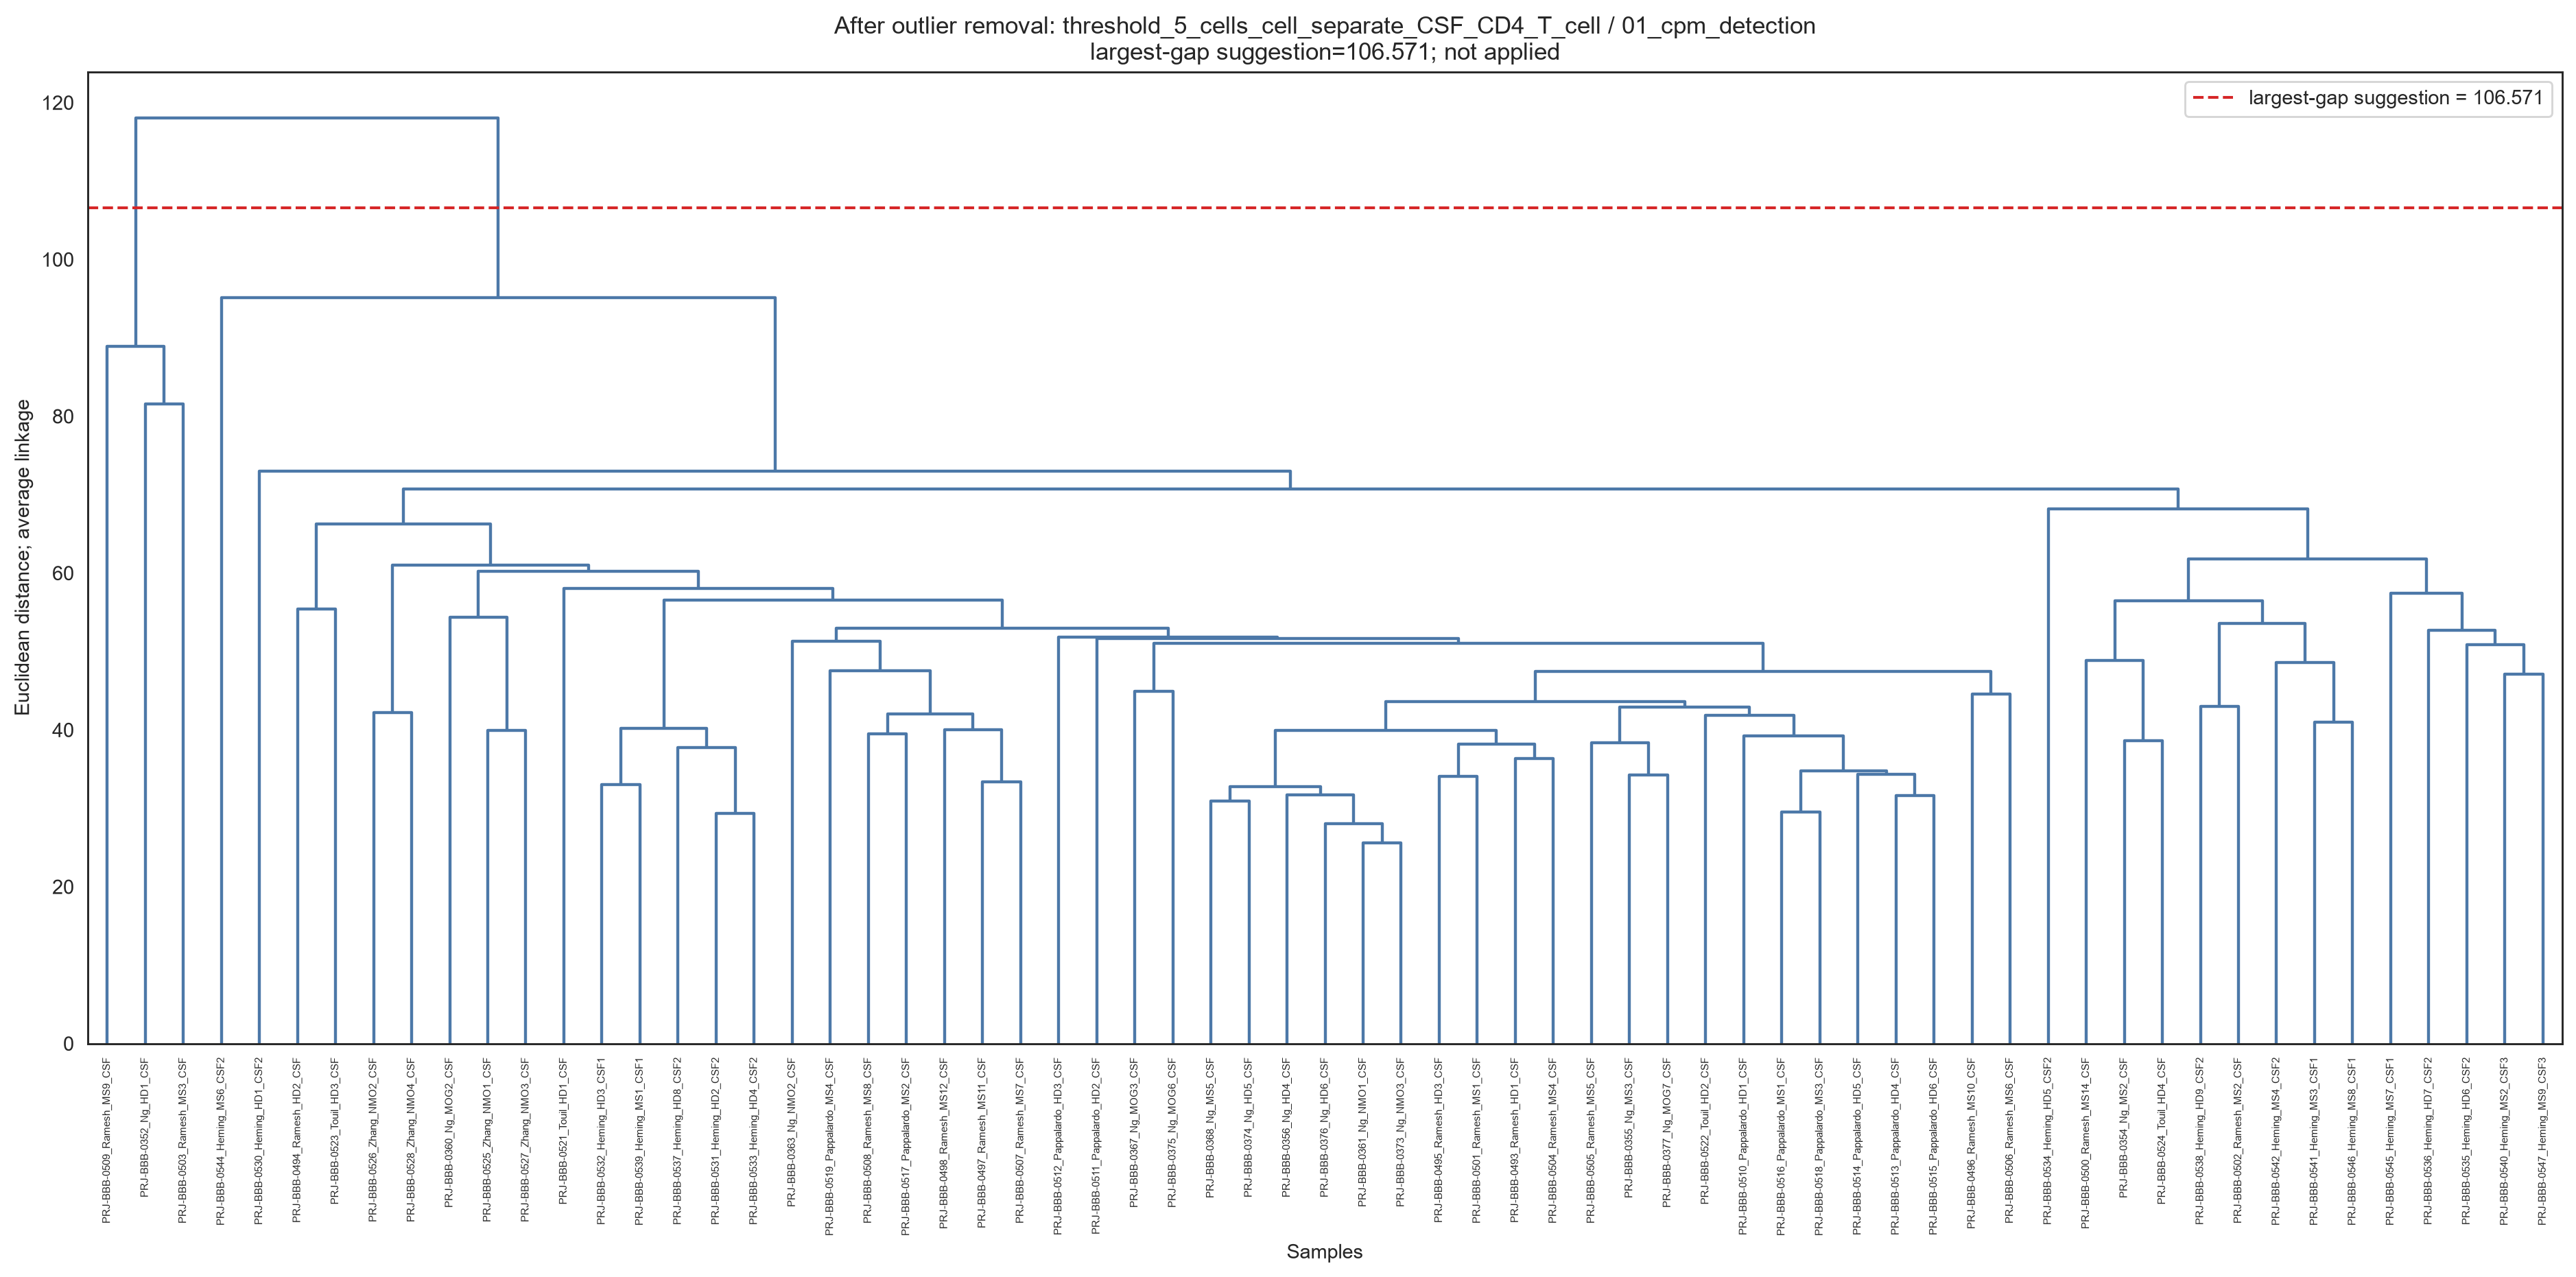 After outlier removal: threshold_5_cells_cell_separate_CSF_CD4_T_cell / 01_cpm_detection
largest-gap suggestion=106.571; not applied
largest-gap suggestion = 106.571
Euclidean distance; average linkage
120
100
80
60
40
20
0
PRJ-BBB-0509_Ramesh_MS9_CSF
PRJ-BBB-0352_Ng_HD1_CSF
PRJ-BBB-0503_Ramesh_MS3_CSF
PRJ-BBB-0544_Heming_MS6_CSF2
PRJ-BBB-0530_Heming_HD1_CSF2
PRJ-BBB-0494_Ramesh_HD2_CSF
PRJ-BBB-0523_Touil_HD3_CSF
PRJ-BBB-0526_Zhang_NMO2_CSF
PRJ-BBB-0528_Zhang_NMO4_CSF
PRJ-BBB-0360_Ng_MOG2_CSF
PRJ-BBB-0525_Zhang_NMO1_CSF
PRJ-BBB-0527_Zhang_NMO3_CSF
PRJ-BBB-0521_Touil_HD1_CSF
PRJ-BBB-0532_Heming_HD3_CSF1
PRJ-BBB-0539_Heming_MS1_CSF1
PRJ-BBB-0537_Heming_HD8_CSF2
PRJ-BBB-0531_Heming_HD2_CSF2
PRJ-BBB-0533_Heming_HD4_CSF2
PRJ-BBB-0363_Ng_NMO2_CSF
PRJ-BBB-0519_Pappalardo_MS4_CSF
PRJ-BBB-0508_Ramesh_MS8_CSF
PRJ-BBB-0517_Pappalardo_MS2_CSF
PRJ-BBB-0498_Ramesh_MS12_CSF
PRJ-BBB-0497_Ramesh_MS11_CSF
PRJ-BBB-0507_Ramesh_MS7_CSF
PRJ-BBB-0512_Pappalardo_HD3_CSF
PRJ-BBB-0511_Pappalardo_HD2_CSF
PRJ-BBB-0367_Ng_MOG3_CSF
PRJ-BBB-0375_Ng_MOG6_CSF
PRJ-BBB-0368_Ng_MS5_CSF
PRJ-BBB-0374_Ng_HD5_CSF
PRJ-BBB-0356_Ng_HD4_CSF
PRJ-BBB-0376_Ng_HD6_CSF
PRJ-BBB-0361_Ng_NMO1_CSF
PRJ-BBB-0373_Ng_NMO3_CSF
PRJ-BBB-0495_Ramesh_HD3_CSF
PRJ-BBB-0501_Ramesh_MS1_CSF
PRJ-BBB-0493_Ramesh_HD1_CSF
PRJ-BBB-0504_Ramesh_MS4_CSF
PRJ-BBB-0505_Ramesh_MS5_CSF
PRJ-BBB-0355_Ng_MS3_CSF
PRJ-BBB-0377_Ng_MOG7_CSF
PRJ-BBB-0522_Touil_HD2_CSF
PRJ-BBB-0510_Pappalardo_HD1_CSF
PRJ-BBB-0516_Pappalardo_MS1_CSF
PRJ-BBB-0518_Pappalardo_MS3_CSF
PRJ-BBB-0514_Pappalardo_HD5_CSF
PRJ-BBB-0513_Pappalardo_HD4_CSF
PRJ-BBB-0515_Pappalardo_HD6_CSF
PRJ-BBB-0496_Ramesh_MS10_CSF
PRJ-BBB-0506_Ramesh_MS6_CSF
PRJ-BBB-0534_Heming_HD5_CSF2
PRJ-BBB-0500_Ramesh_MS14_CSF
PRJ-BBB-0354_Ng_MS2_CSF
PRJ-BBB-0524_Touil_HD4_CSF
PRJ-BBB-0538_Heming_HD9_CSF2
PRJ-BBB-0502_Ramesh_MS2_CSF
PRJ-BBB-0542_Heming_MS4_CSF2
PRJ-BBB-0541_Heming_MS3_CSF1
PRJ-BBB-0546_Heming_MS8_CSF1
PRJ-BBB-0545_Heming_MS7_CSF1
PRJ-BBB-0536_Heming_HD7_CSF2
PRJ-BBB-0535_Heming_HD6_CSF2
PRJ-BBB-0540_Heming_MS2_CSF3
PRJ-BBB-0547_Heming_MS9_CSF3
Samples